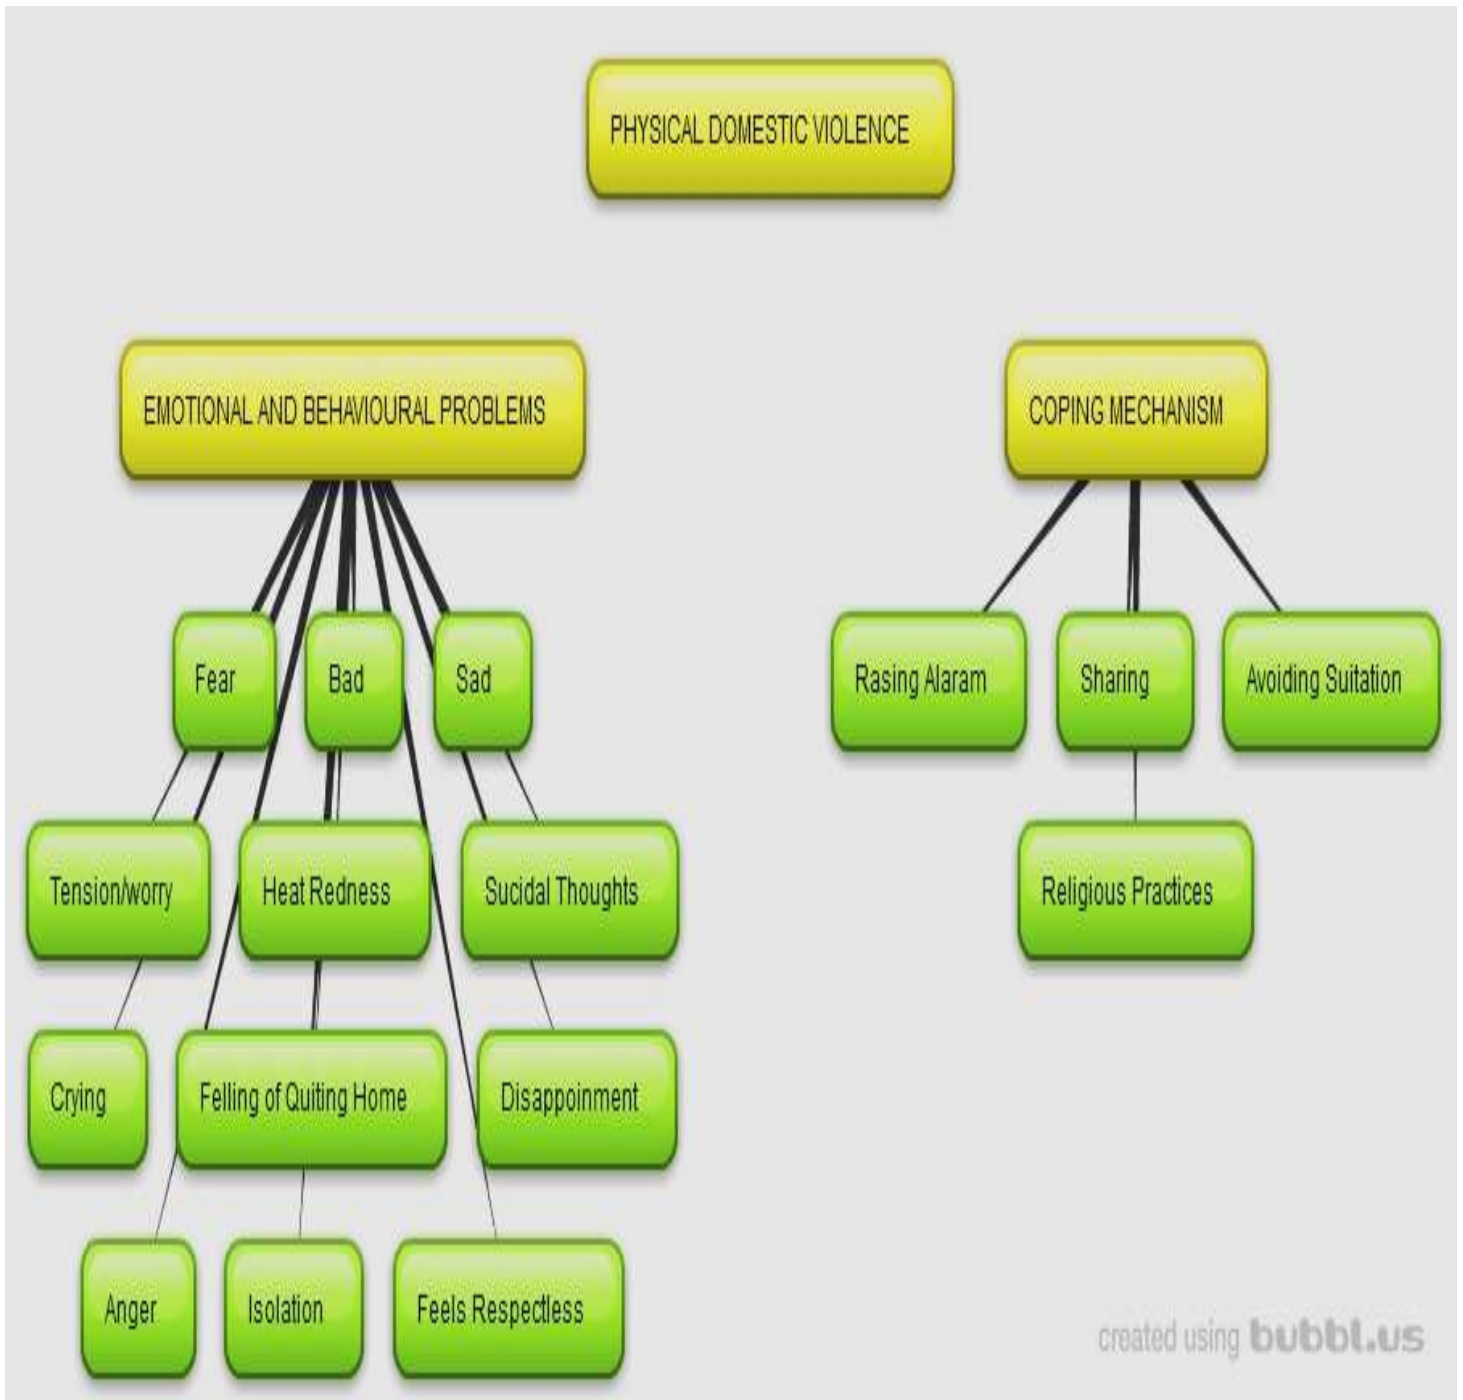 PHYSICAL DOMESTIC VIOLENCE
EMOTIONAL AND BEHAVIOURAL PROBLEMS
COPING MECHANISM
Fear
Bad
Sad
Rasing Alaram
Sharing
Avoiding Suitation
Tension/worry
Heat Redness
Sucidal Thoughts
Religious Practices
Crying
Felling of Quiting Home
Disappoinment
Anger
Isolation
Feels Respectless
created using bubbl.us